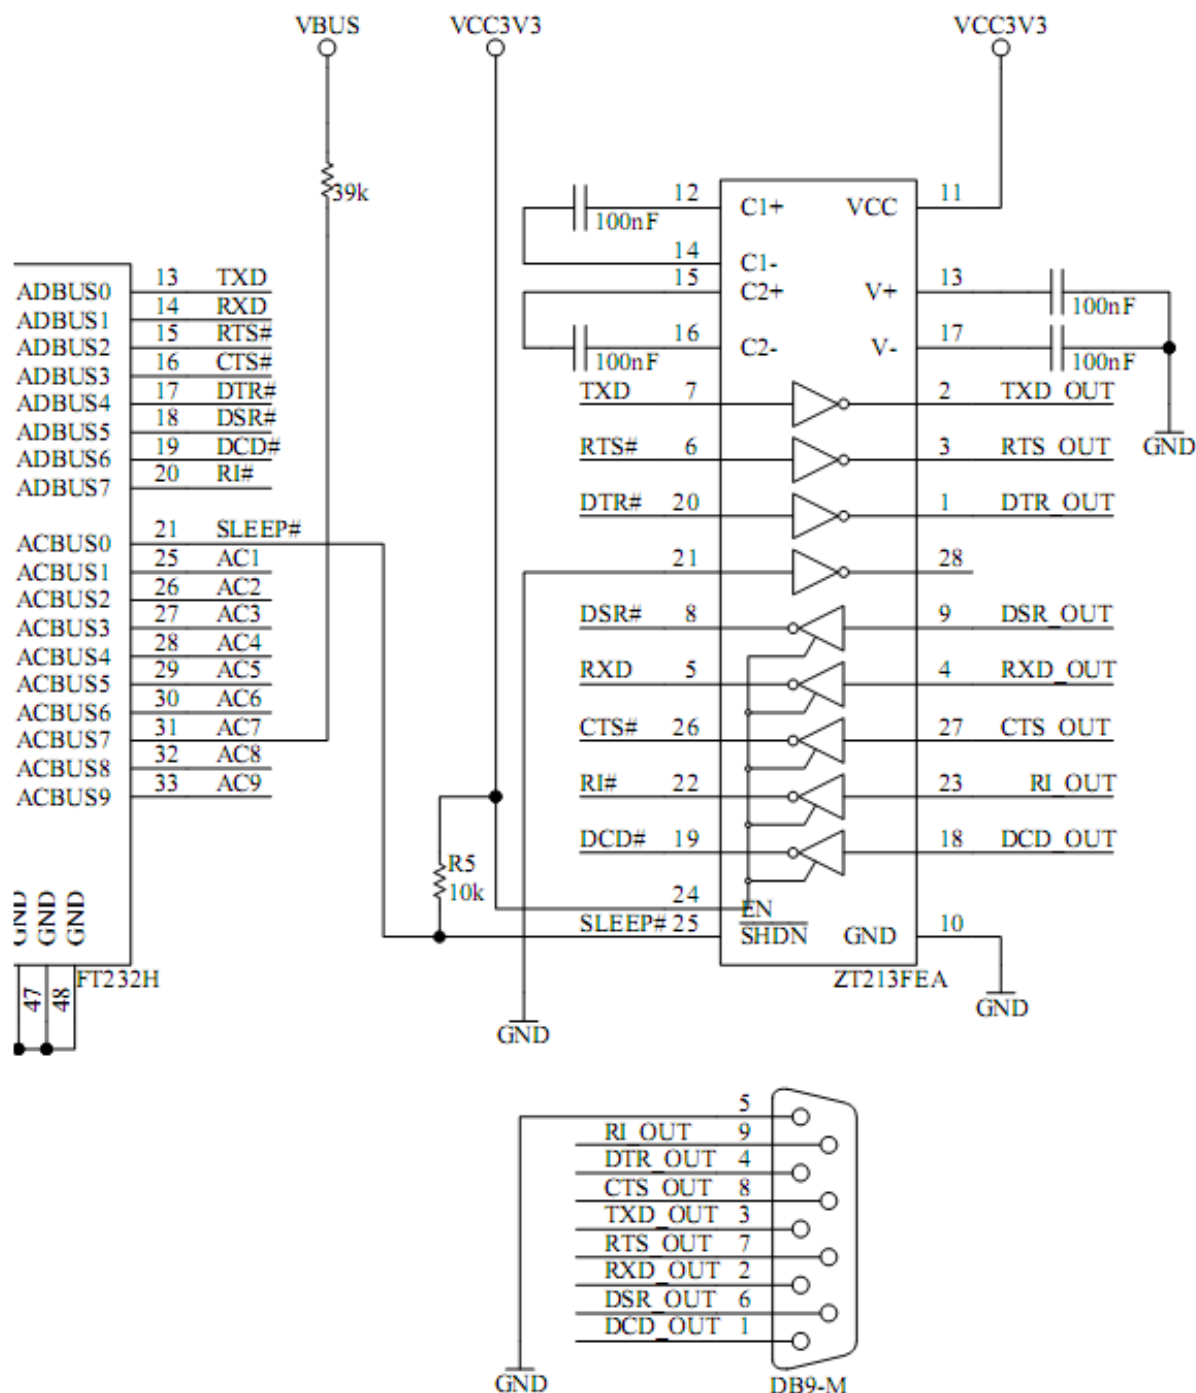 VBUS VCC3V3 VCC3V3
39k
12 C1+ VCC 11
100nF
14 C1-
15 C2+ V+ 13
100nF
16 C2- V- 17
100nF 100nF
GND
TXD 7 2 TXD_OUT
RTS# 6 3 RTS_OUT
DTR# 20 1 DTR_OUT
21 28
DSR# 8 9 DSR_OUT
RXD 5 4 RXD_OUT
CTS# 26 27 CTS_OUT
RI# 22 23 RI_OUT
DCD# 19 18 DCD_OUT
24 EN
SLEEP# 25 SHDN GND 10
ZT213FEA
GND
GND
ADBUS0 13 TXD
ADBUS1 14 RXD
ADBUS2 15 RTS#
ADBUS3 16 CTS#
ADBUS4 17 DTR#
ADBUS5 18 DSR#
ADBUS6 19 DCD#
ADBUS7 20 RI#
ACBUS0 21 SLEEP#
ACBUS1 25 AC1
ACBUS2 26 AC2
ACBUS3 27 AC3
ACBUS4 28 AC4
ACBUS5 29 AC5
ACBUS6 30 AC6
ACBUS7 31 AC7
ACBUS8 32 AC8
ACBUS9 33 AC9
R5
10k
GND GND GND
FT232H
47 48
5
RI_OUT 9
DTR_OUT 4
CTS_OUT 8
TXD_OUT 3
RTS_OUT 7
RXD_OUT 2
DSR_OUT 6
DCD_OUT 1
GND
DB9-M